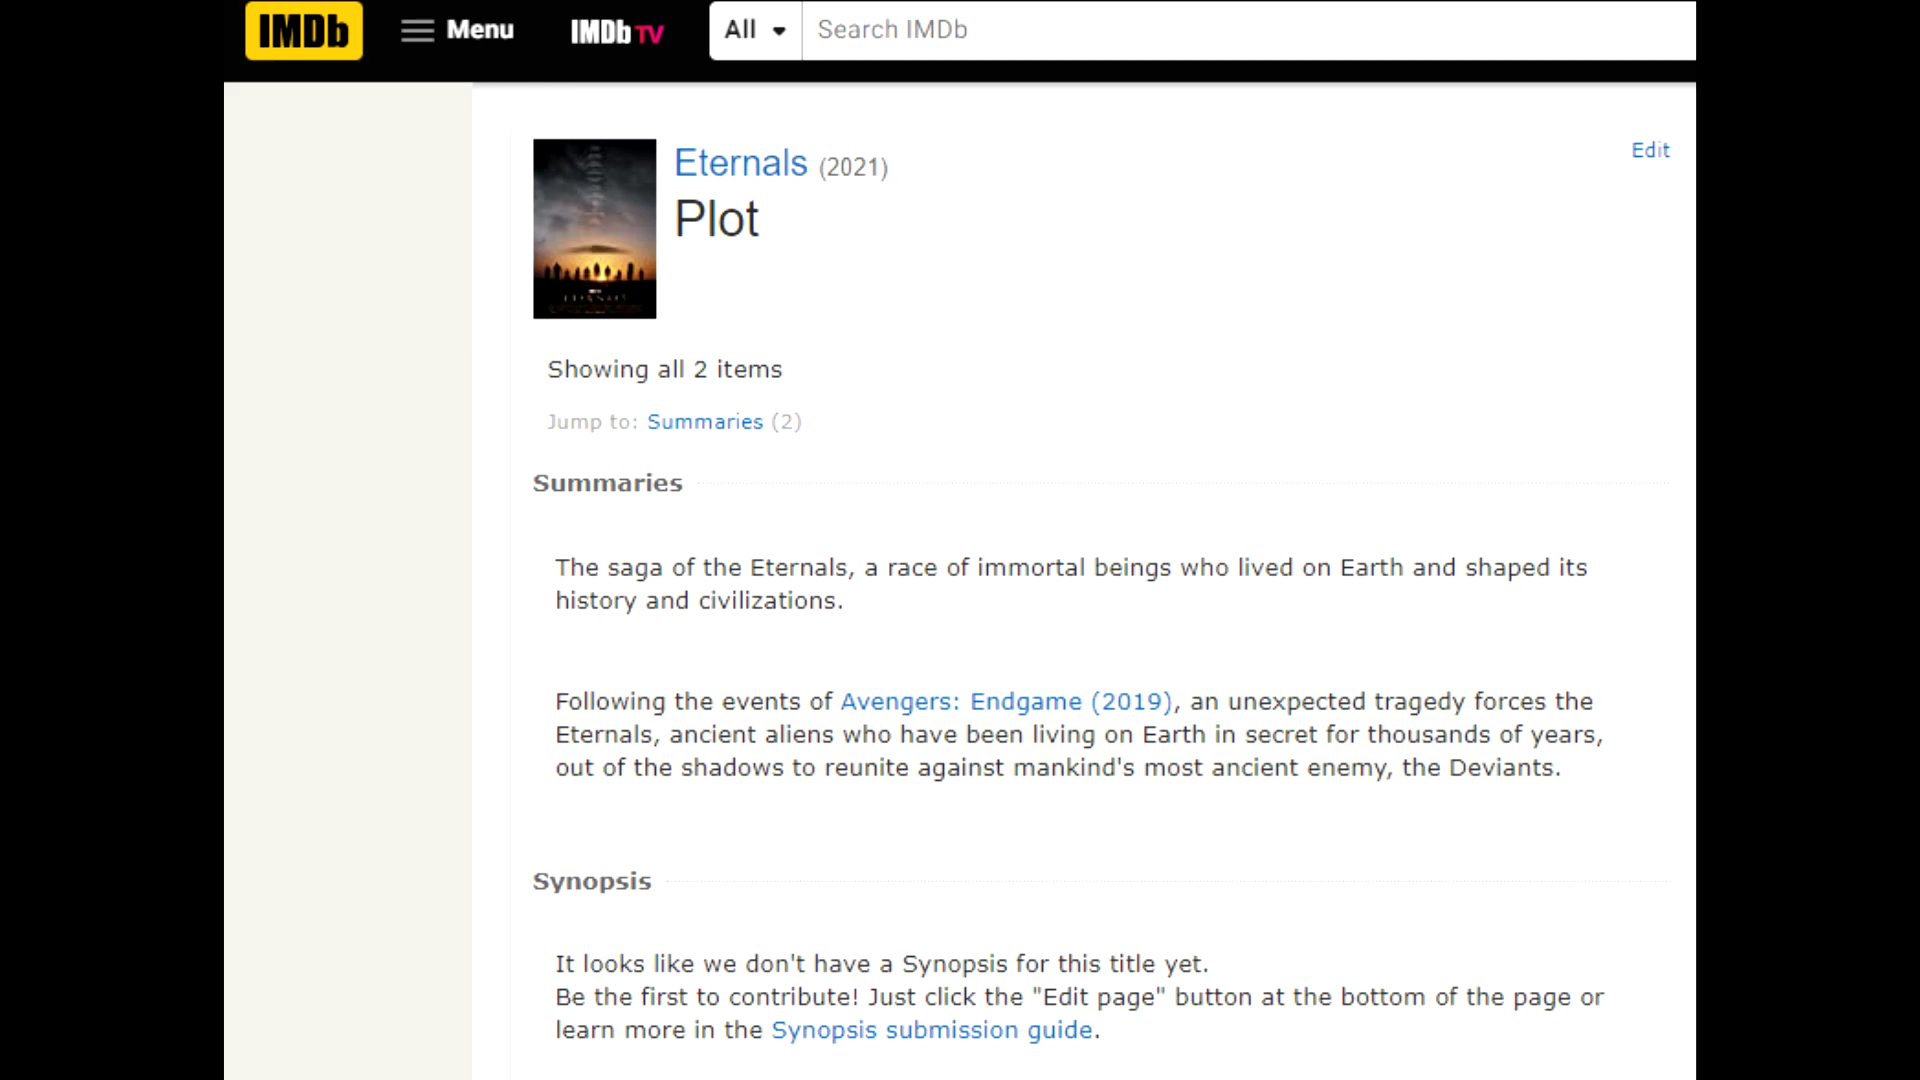 IMDb Menu IMDb TV All Search IMDb
Eternals (2021) Edit
Plot
ETERNALS
Showing all 2 items
Jump to: Summaries (2)
Summaries
The saga of the Eternals, a race of immortal beings who lived on Earth and shaped its
history and civilizations.
Following the events of Avengers: Endgame (2019), an unexpected tragedy forces the
Eternals, ancient aliens who have been living on Earth in secret for thousands of years,
out of the shadows to reunite against mankind's most ancient enemy, the Deviants.
Synopsis
It looks like we don't have a Synopsis for this title yet.
Be the first to contribute! Just click the "Edit page" button at the bottom of the page or
learn more in the Synopsis submission guide.